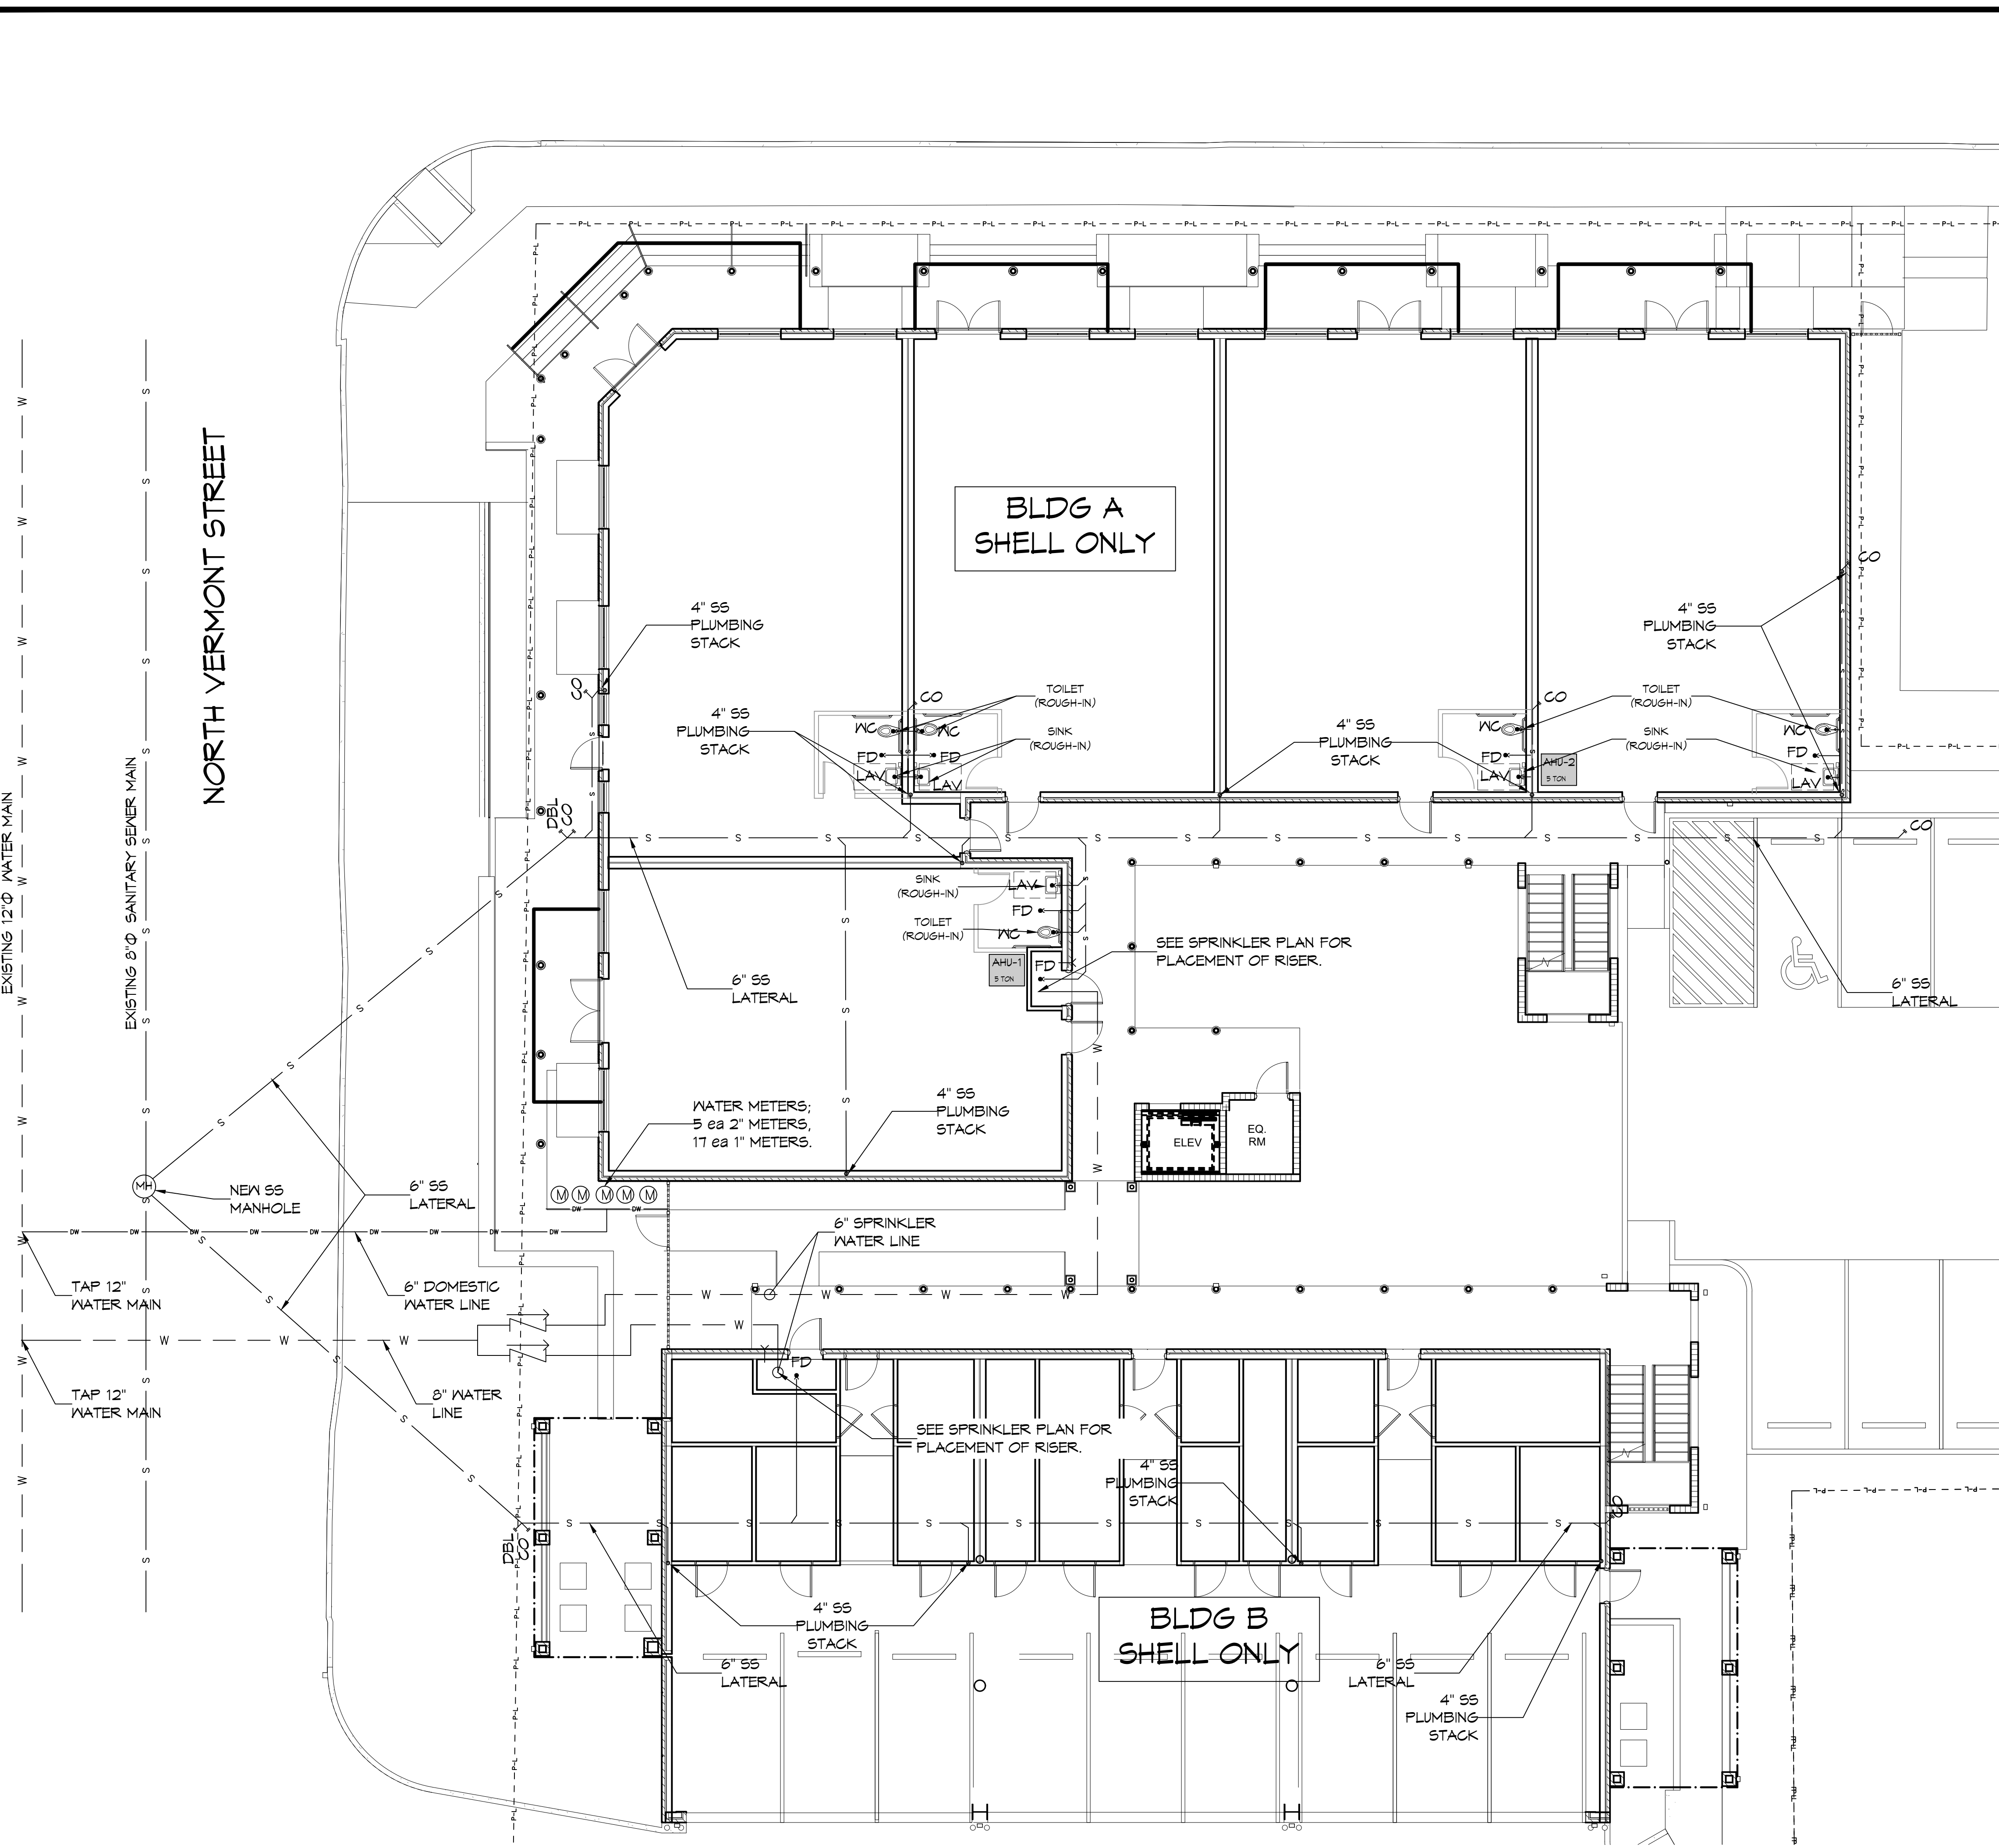 NORTH VERMONT STREET
EXISTING 12"Φ WATER MAIN
EXISTING 8"Φ SANITARY SEWER MAIN
BLDG A
SHELL ONLY
4" SS
PLUMBING
STACK
CO
4" SS
PLUMBING
STACK
CO
TOILET
(ROUGH-IN)
SINK
(ROUGH-IN)
WC
WC
FD
FD
LAV
LAV
4" SS
PLUMBING
STACK
WC
FD
LAV
CO
AHU-2
5 TON
TOILET
(ROUGH-IN)
SINK
(ROUGH-IN)
4" SS
PLUMBING
STACK
CO
WC
FD
LAV
DBL
CO
CO
6" SS
LATERAL
SINK
(ROUGH-IN)
LAV
FD
TOILET
(ROUGH-IN)
WC
AHU-1
5 TON
FD
SEE SPRINKLER PLAN FOR
PLACEMENT OF RISER.
6" SS
LATERAL
WATER METERS;
5 ea 2" METERS,
17 ea 1" METERS.
4" SS
PLUMBING
STACK
ELEV
EQ.
RM
M M M M M
MH
NEW SS
MANHOLE
6" SS
LATERAL
6" SPRINKLER
WATER LINE
TAP 12"
WATER MAIN
6" DOMESTIC
WATER LINE
TAP 12"
WATER MAIN
8" WATER
LINE
FD
SEE SPRINKLER PLAN FOR
PLACEMENT OF RISER.
4" SS
PLUMBING
STACK
DBL
CO
CO
4" SS
PLUMBING
STACK
BLDG B
SHELL ONLY
6" SS
LATERAL
6" SS
LATERAL
4" SS
PLUMBING
STACK